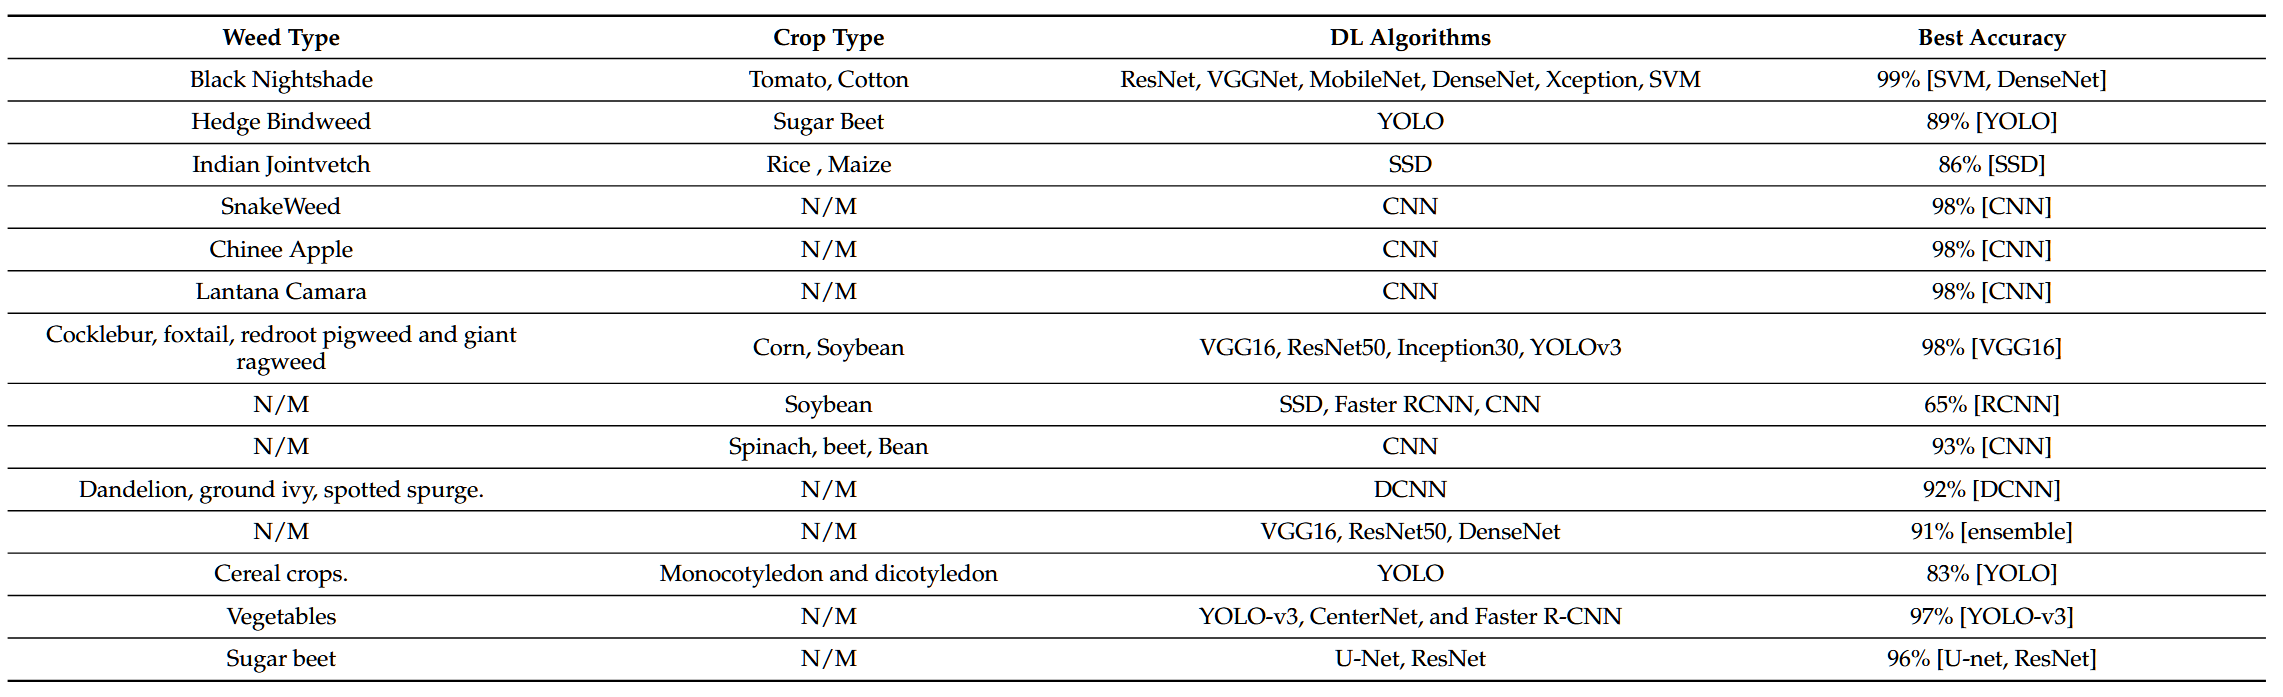 Weed Type Crop Type DL Algorithms Best Accuracy
Black Nightshade Tomato, Cotton ResNet, VGGNet, MobileNet, DenseNet, Xception, SVM 99% [SVM, DenseNet]
Hedge Bindweed Sugar Beet YOLO 89% [YOLO]
Indian Jointvetch Rice , Maize SSD 86% [SSD]
SnakeWeed N/M CNN 98% [CNN]
Chinee Apple N/M CNN 98% [CNN]
Lantana Camara N/M CNN 98% [CNN]
Cocklebur, foxtail, redroot pigweed and giant
ragweed Corn, Soybean VGG16, ResNet50, Inception30, YOLOv3 98% [VGG16]
N/M Soybean SSD, Faster RCNN, CNN 65% [RCNN]
N/M Spinach, beet, Bean CNN 93% [CNN]
Dandelion, ground ivy, spotted spurge. N/M DCNN 92% [DCNN]
N/M N/M VGG16, ResNet50, DenseNet 91% [ensemble]
Cereal crops. Monocotyledon and dicotyledon YOLO 83% [YOLO]
Vegetables N/M YOLO-v3, CenterNet, and Faster R-CNN 97% [YOLO-v3]
Sugar beet N/M U-Net, ResNet 96% [U-net, ResNet]